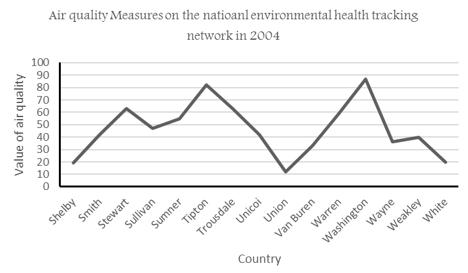 Air quality Measures on the natioanl environmental health tracking
network in 2004
Value of air quality
100
90
80
70
60
50
40
30
20
10
0
Shelby
Smith
Stewart
Sullivan
Sumner
Tipton
Trousdale
Unicoi
Union
Van Buren
Warren
Washington
Wayne
Weakley
White
Country